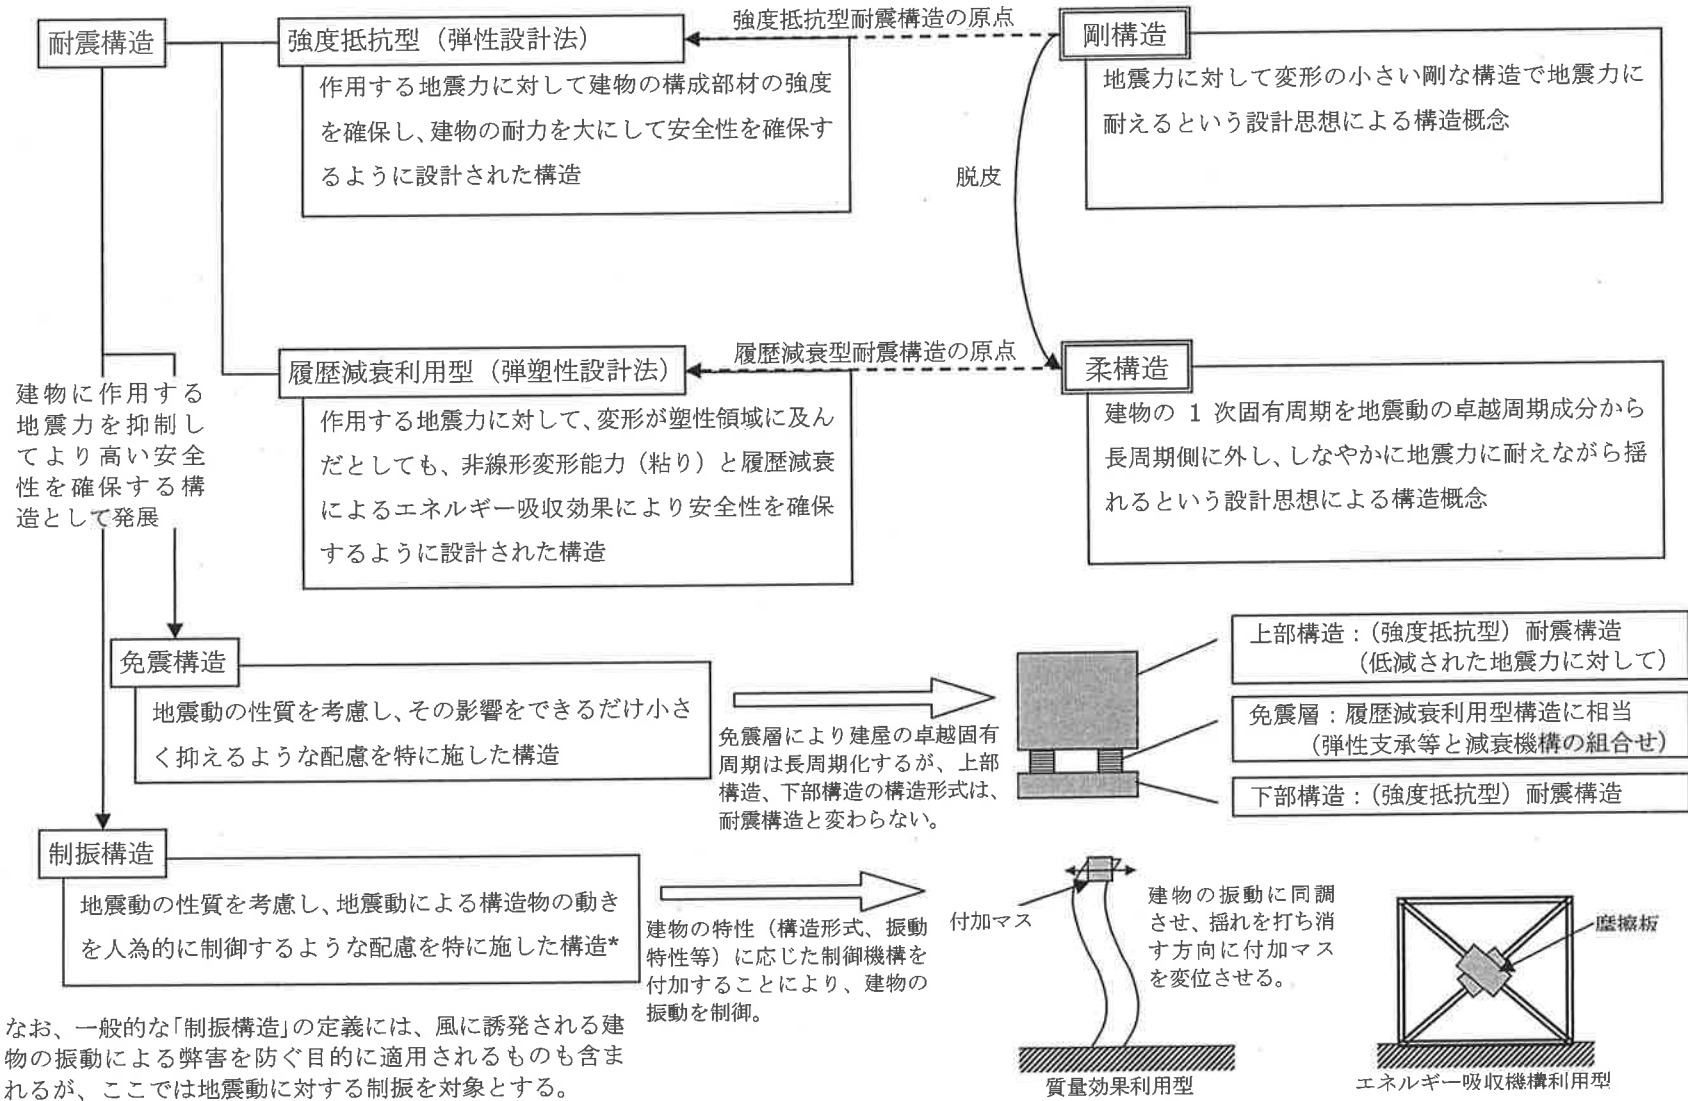 耐震構造
強度抵抗型（弾性設計法）
作用する地震力に対して建物の構成部材の強度
を確保し、建物の耐力を大にして安全性を確保す
るように設計された構造
強度抵抗型耐震構造の原点
剛構造
地震力に対して変形の小さい剛な構造で地震力に
耐えるという設計思想による構造概念
脱皮
履歴減衰利用型（弾塑性設計法）
作用する地震力に対して、変形が塑性領域に及ん
だとしても、非線形変形能力（粘り）と履歴減衰
によるエネルギー吸収効果により安全性を確保
するように設計された構造
履歴減衰型耐震構造の原点
柔構造
建物の 1 次固有周期を地震動の卓越周期成分から
長周期側に外し、しなやかに地震力に耐えながら揺
れるという設計思想による構造概念
建物に作用する
地震力を抑制し
てより高い安全
性を確保する構
造として発展
免震構造
地震動の性質を考慮し、その影響をできるだけ小さ
く抑えるような配慮を特に施した構造
免震層により建屋の卓越固有
周期は長周期化するが、上部
構造、下部構造の構造形式は、
耐震構造と変わらない。
上部構造：（強度抵抗型）耐震構造
（低減された地震力に対して）
免震層：履歴減衰利用型構造に相当
（弾性支承等と減衰機構の組合せ）
下部構造：（強度抵抗型）耐震構造
制振構造
地震動の性質を考慮し、地震動による構造物の動き
を人為的に制御するような配慮を特に施した構造*
建物の特性（構造形式、振動
特性等）に応じた制御機構を
付加することにより、建物の
振動を制御。
付加マス
建物の振動に同調
させ、揺れを打ち消
す方向に付加マス
を変位させる。
質量効果利用型
摩擦板
エネルギー吸収機構利用型
なお、一般的な「制振構造」の定義には、風に誘発される建
物の振動による弊害を防ぐ目的に適用されるものも含ま
れるが、ここでは地震動に対する制振を対象とする。